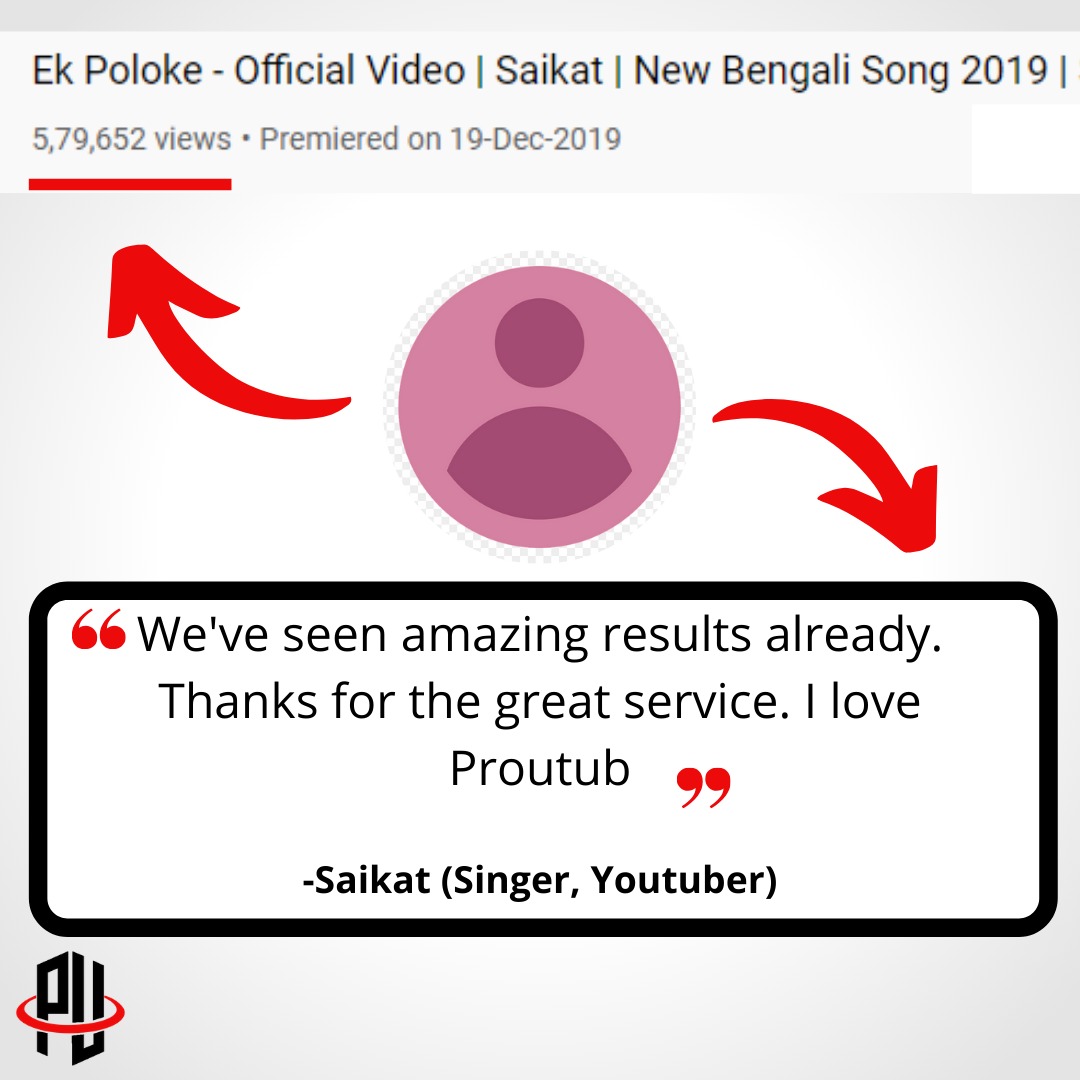 Ek Poloke - Official Video | Saikat | New Bengali Song 2019 |
5,79,652 views • Premiered on 19-Dec-2019
“We've seen amazing results already.
Thanks for the great service. I love
Proutub ”
-Saikat (Singer, Youtuber)
PU